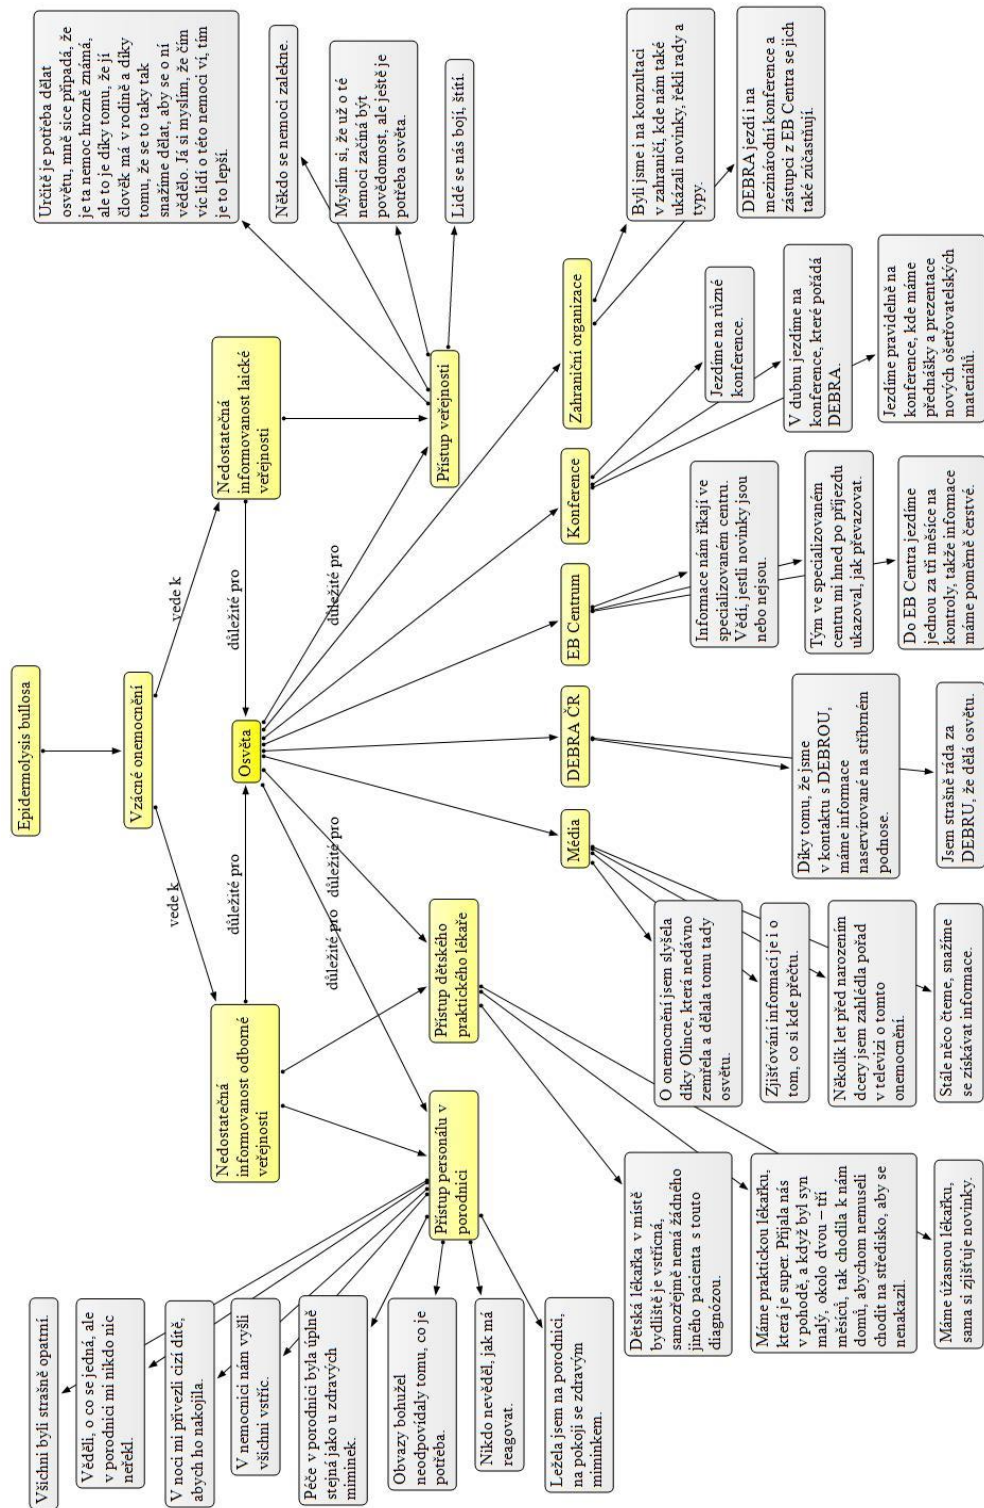 Epidermolysis bullosa
Vzácné onemocnění
vede k
vede k
Nedostatečná
informovanost odborné
veřejnosti
důležité pro
Osvěta
důležité pro
Nedostatečná
informovanost laické
veřejnosti
důležité pro
důležité pro
důležité pro
Přístup personálu v
porodnici
Přístup dětského
praktického lékaře
Přístup veřejnosti
Média
DEBRA ČR
EB Centrum
Konference
Zahraniční organizace
Všichni byli strašně opatrní.
Věděli, o co se jedná, ale
v porodnici mi nikdo nic
neřekl.
V noci mi přivezli cizí dítě,
abych ho nakojila.
V nemocnici nám vyšli
všichni vstříc.
Péče v porodnici byla úplně
stejná jako u zdravých
miminek.
Obvazy bohužel
neodpovídaly tomu, co je
potřeba.
Nikdo nevěděl, jak má
reagovat.
Ležela jsem na porodnici,
na pokoji se zdravým
miminkem.
Dětská lékařka v místě
bydliště je vstřícná,
samozřejmě nemá žádného
jiného pacienta s touto
diagnózou.
Máme praktickou lékařku,
která je super. Přijala nás
v pohodě, a když byl syn
malý, okolo dvou – tří
měsíců, tak chodila k nám
domů, abychom nemuseli
chodit na středisko, aby se
nenakazil.
Máme úžasnou lékařku,
sama si zjišťuje novinky.
O onemocnění jsem slyšela
díky Olince, která nedávno
zemřela a dělala tomu tady
osvětu.
Zjišťování informací je i o
tom, co si kde přečtu.
Několik let před narozením
dcery jsem zahlédla pořad
v televizi o tomto
onemocnění.
Stále něco čteme, snažíme
se získávat informace.
Díky tomu, že jsme
v kontaktu s DEBROU,
máme informace
naservírované na stříbrném
podnose.
Jsem strašně ráda za
DEBRU, že dělá osvětu.
Informace nám říkají ve
specializovaném centru.
Vědí, jestli novinky jsou
nebo nejsou.
Tým ve specializovaném
centru mi hned po příjezdu
ukazoval, jak převazovat.
Do EB Centra jezdíme
jednou za tři měsíce na
kontroly, takže informace
máme poměrně čerstvé.
Jezdíme na různé
konference.
V dubnu jezdíme na
konference, které pořádá
DEBRA.
Jezdíme pravidelně na
konference, kde máme
přednášky a prezentace
nových ošetřovatelských
materiálů.
Byli jsme i na konzultaci
v zahraničí, kde nám také
ukázali novinky, řekli rady a
typy.
DEBRA jezdí i na
mezinárodní konference a
zástupci z EB Centra se jich
také zúčastňují.
Určitě je potřeba dělat
osvětu, mně sice připadá, že
je ta nemoc hrozně známá,
ale to je díky tomu, že jí
člověk má v rodině a díky
tomu, že se to taky tak
snažíme dělat, aby se o ní
vědělo. Já si myslím, že čím
víc lidí o této nemoci ví, tím
je to lepší.
Někdo se nemoci zalekne.
Myslím si, že už o té
nemoci začíná být
povědomost, ale ještě je
potřeba osvěta.
Lidé se nás bojí, štítí.